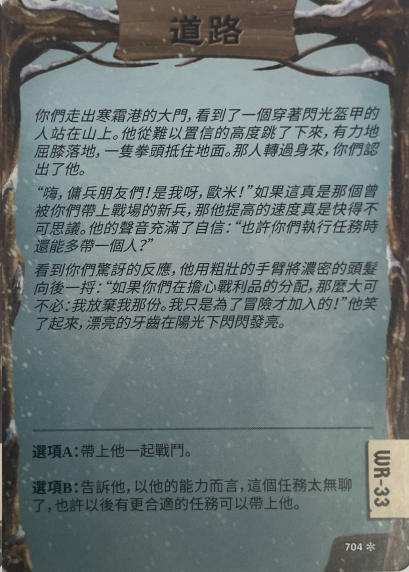 道路
你們走出寒霜港的大門，看到了一個穿著閃光盔甲的
人站在山上。他從難以置信的高度跳了下來，有力地
屈膝落地，一隻拳頭抵住地面。那人轉過身來，你們認
出了他。
“嗨，傭兵朋友們！是我呀，歐米！”如果這真是那個曾
被你們帶上戰場的新兵，那他提高的速度真是快得不
可思議。他的聲音充滿了自信：“也許你們執行任務時
還能多帶一個人？”
看到你們驚訝的反應，他用粗壯的手臂將濃密的頭髮
向後一捋：“如果你們在擔心戰利品的分配，那麼大可
不必：我放棄我那份。我只是為了冒險才加入的！”他笑
了起來，漂亮的牙齒在陽光下閃閃發亮。
選項A：帶上他一起戰鬥。
選項B：告訴他，以他的能力而言，這個任務太無聊
了，也許以後有更合適的任務可以帶上他。
WR-33
704